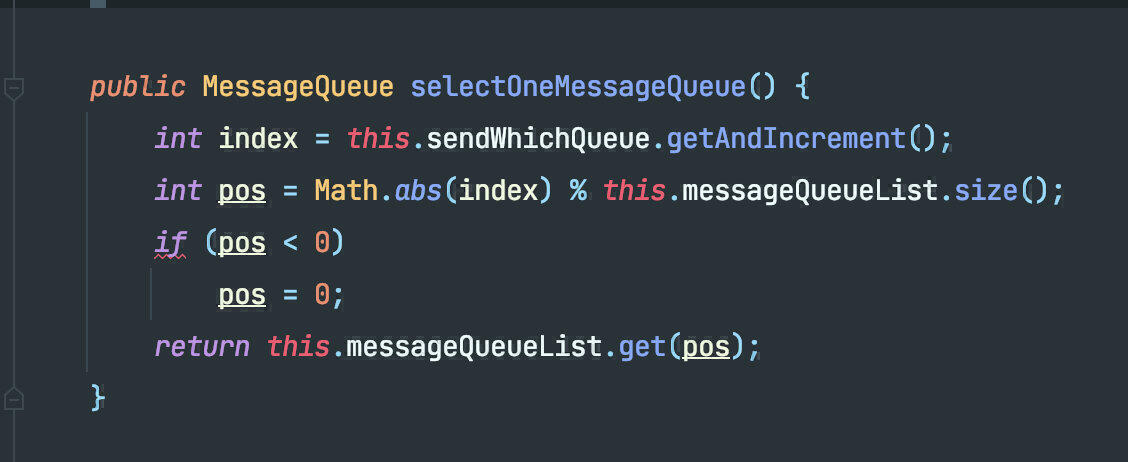 public MessageQueue selectOneMessageQueue() {
    int index = this.sendWhichQueue.getAndIncrement();
    int pos = Math.abs(index) % this.messageQueueList.size();
    if (pos < 0)
        pos = 0;
    return this.messageQueueList.get(pos);
}